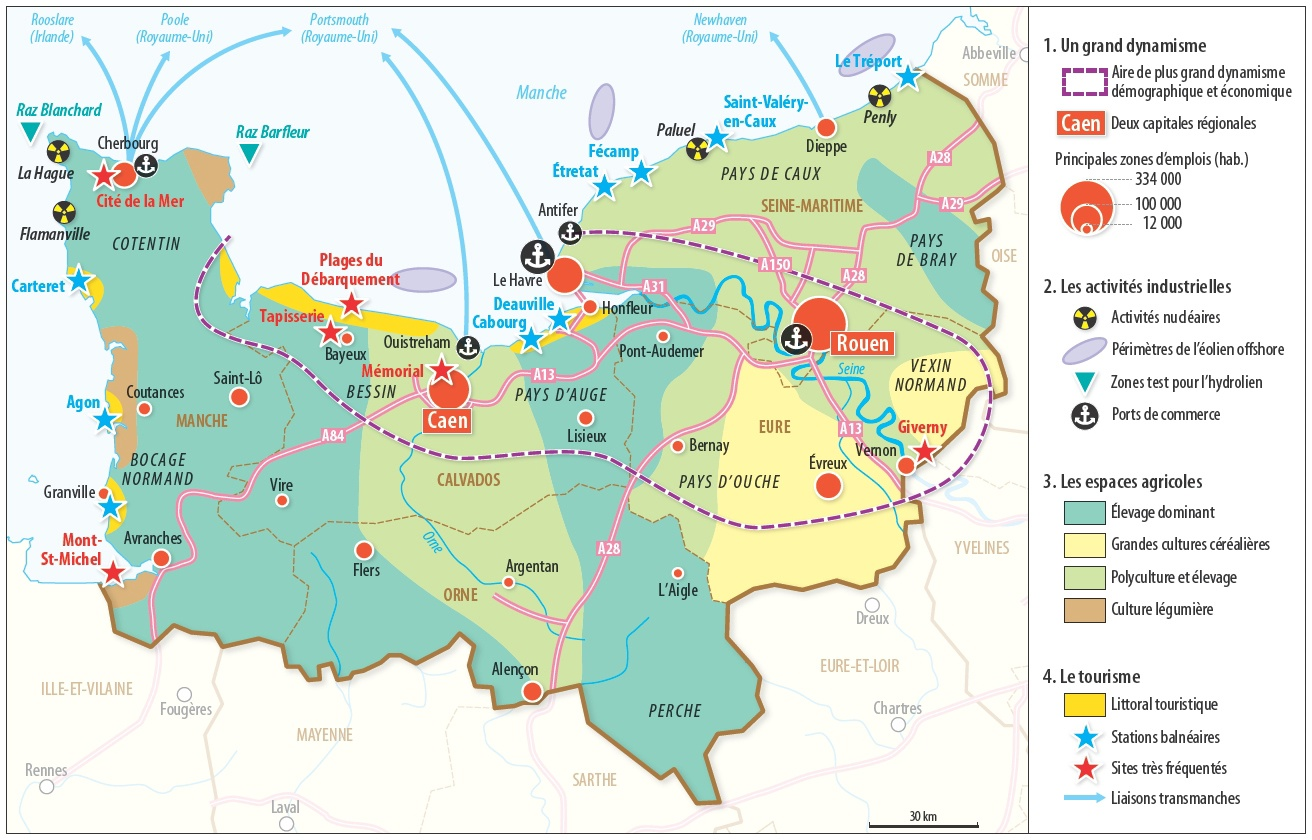 Rooslare
(Irlande)
Poole
(Royaume-Uni)
Portsmouth
(Royaume-Uni)
Newhaven
(Royaume-Uni)
Manche
Abbeville
SOMME
Le Tréport
Penly
Saint-Valéry-
en-Caux
Paluel
Dieppe
Fécamp
Étretat
PAYS DE CAUX
SEINE-MARITIME
A28
A29
Raz Blanchard
Raz Barfleur
Cherbourg
La Hague
Cité de la Mer
Flamanville
COTENTIN
Antifer
A29
A150
A28
PAYS
DE BRAY
OISE
Carteret
Plages du
Débarquement
Le Havre
A31
Deauville
Cabourg
Honfleur
Tapisserie
Bayeux
Ouistreham
Mémorial
Pont-Audemer
Rouen
Seine
VEXIN
NORMAND
BESSIN
A13
PAYS D'AUGE
Caen
Coutances
Saint-Lô
Agon
MANCHE
A84
Lisieux
EURE
A13
Giverny
Vernon
Bernay
BOCAGE
NORMAND
Granville
Vire
CALVADOS
PAYS D'OUCHE
Évreux
Mont-
St-Michel
Avranches
Flers
Orne
Argentan
ORNE
A28
L'Aigle
YVELINES
Dreux
Alençon
PERCHE
EURE-ET-LOIR
Chartres
ILLE-ET-VILAINE
Fougères
MAYENNE
SARTHE
Rennes
Laval
30 km
1. Un grand dynamisme
Aire de plus grand dynamisme
démographique et économique
Caen Deux capitales régionales
Principales zones d'emplois (hab.)
334 000
100 000
12 000
2. Les activités industrielles
Activités nucléaires
Périmètres de l'éolien offshore
Zones test pour l'hydrolien
Ports de commerce
3. Les espaces agricoles
Élevage dominant
Grandes cultures céréalières
Polyculture et élevage
Culture légumière
4. Le tourisme
Littoral touristique
Stations balnéaires
Sites très fréquentés
Liaisons transmanches